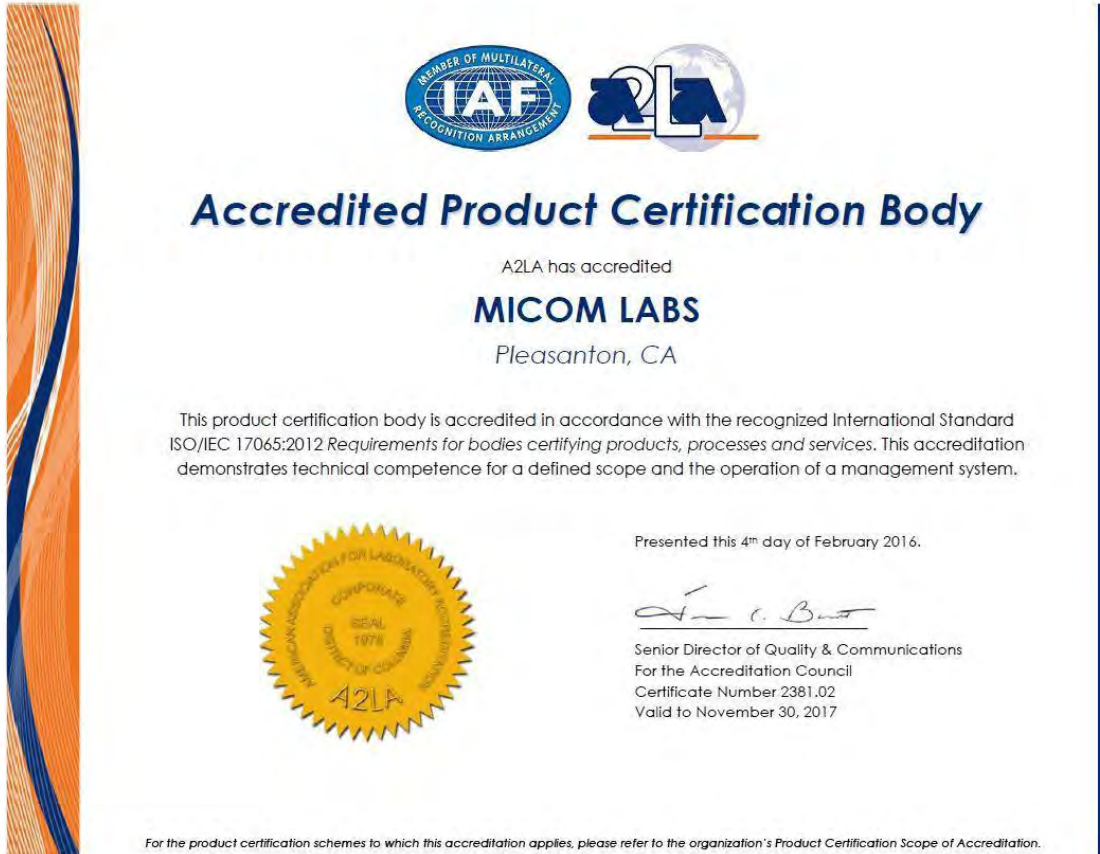 MEMBER OF MULTILATERAL
IAF
RECOGNITION ARRANGEMENT
a2La
Accredited Product Certification Body
A2LA has accredited
MICOM LABS
Pleasanton, CA
This product certification body is accredited in accordance with the recognized International Standard
ISO/IEC 17065:2012 Requirements for bodies certifying products, processes and services. This accreditation
demonstrates technical competence for a defined scope and the operation of a management system.
AMERICAN ASSOCIATION FOR LABORATORY ACCREDITATION
CORPORATE
SEAL
1978
DISTRICT OF COLUMBIA
A2LA
Presented this 4th day of February 2016.
Senior Director of Quality & Communications
For the Accreditation Council
Certificate Number 2381.02
Valid to November 30, 2017
For the product certification schemes to which this accreditation applies, please refer to the organization's Product Certification Scope of Accreditation.